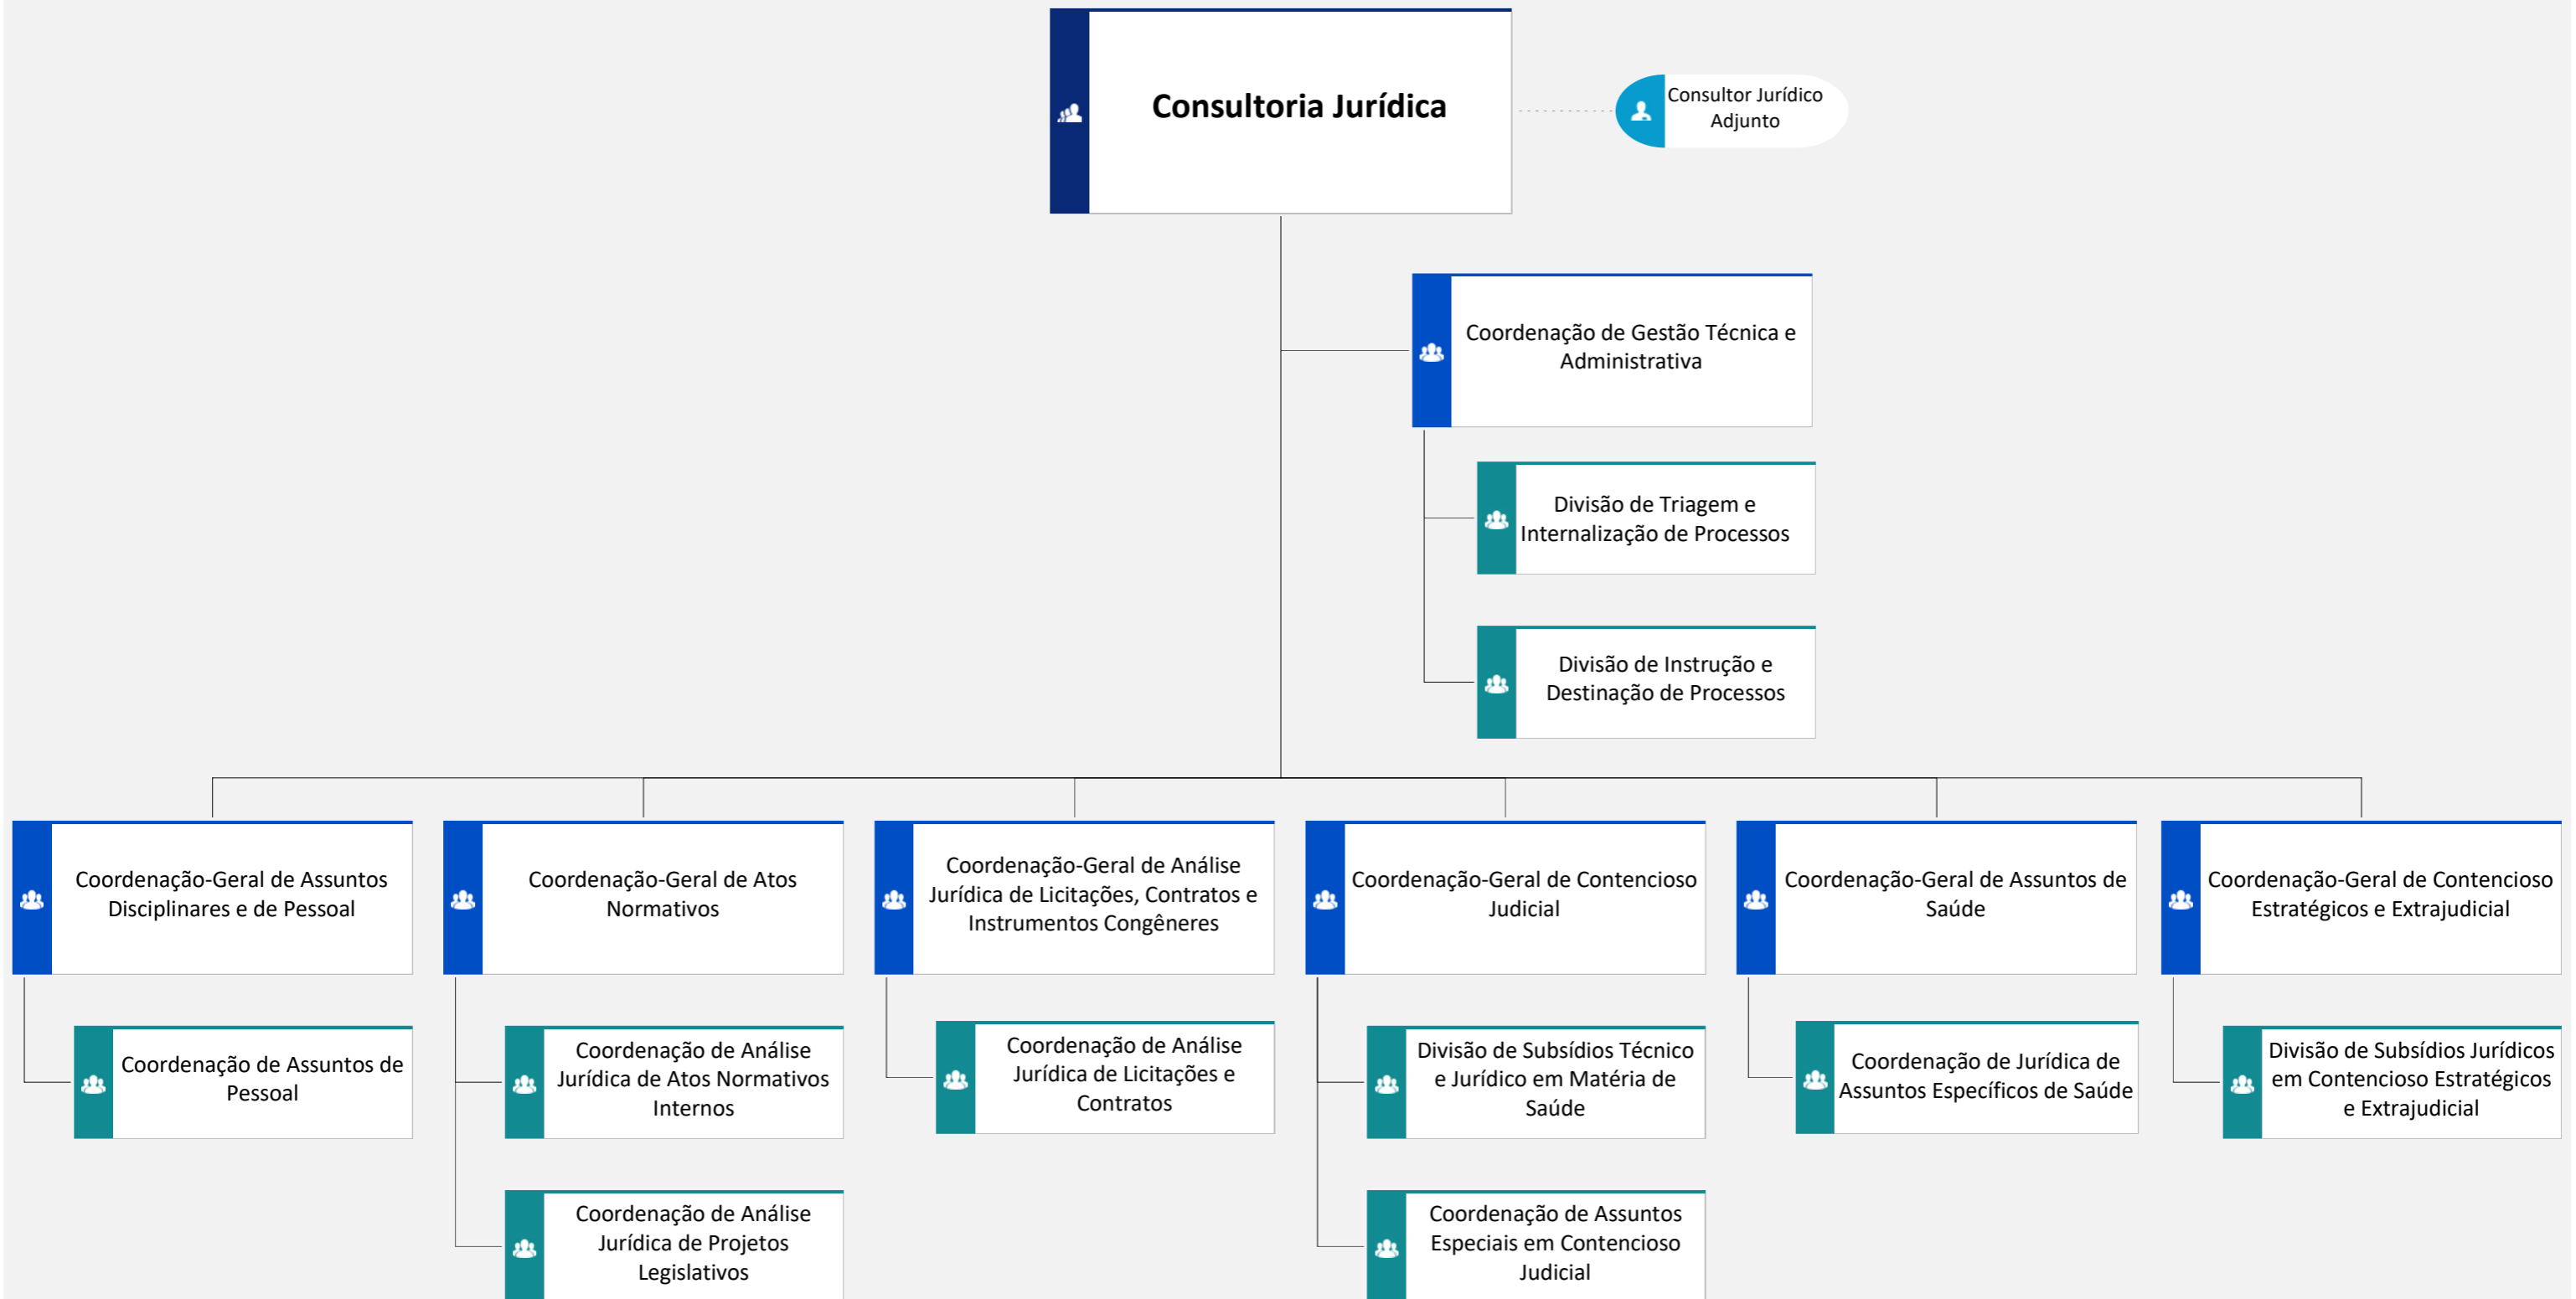 Consultoria Jurídica
Consultor Jurídico
Adjunto
Coordenação de Gestão Técnica e
Administrativa
Divisão de Triagem e
Internalização de Processos
Divisão de Instrução e
Destinação de Processos
Coordenação-Geral de Assuntos
Disciplinares e de Pessoal
Coordenação-Geral de Atos
Normativos
Coordenação-Geral de Análise
Jurídica de Licitações, Contratos e
Instrumentos Congêneres
Coordenação-Geral de Contencioso
Judicial
Coordenação-Geral de Assuntos de
Saúde
Coordenação-Geral de Contencioso
Estratégicos e Extrajudicial
Coordenação de Assuntos de
Pessoal
Coordenação de Análise
Jurídica de Atos Normativos
Internos
Coordenação de Análise
Jurídica de Licitações e
Contratos
Divisão de Subsídios Técnico
e Jurídico em Matéria de
Saúde
Coordenação de Jurídica de
Assuntos Específicos de Saúde
Divisão de Subsídios Jurídicos
em Contencioso Estratégicos
e Extrajudicial
Coordenação de Análise
Jurídica de Projetos
Legislativos
Coordenação de Assuntos
Especiais em Contencioso
Judicial